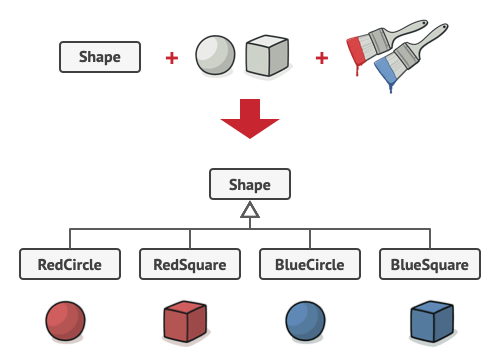 Shape
Shape
RedCircle
RedSquare
BlueCircle
BlueSquare